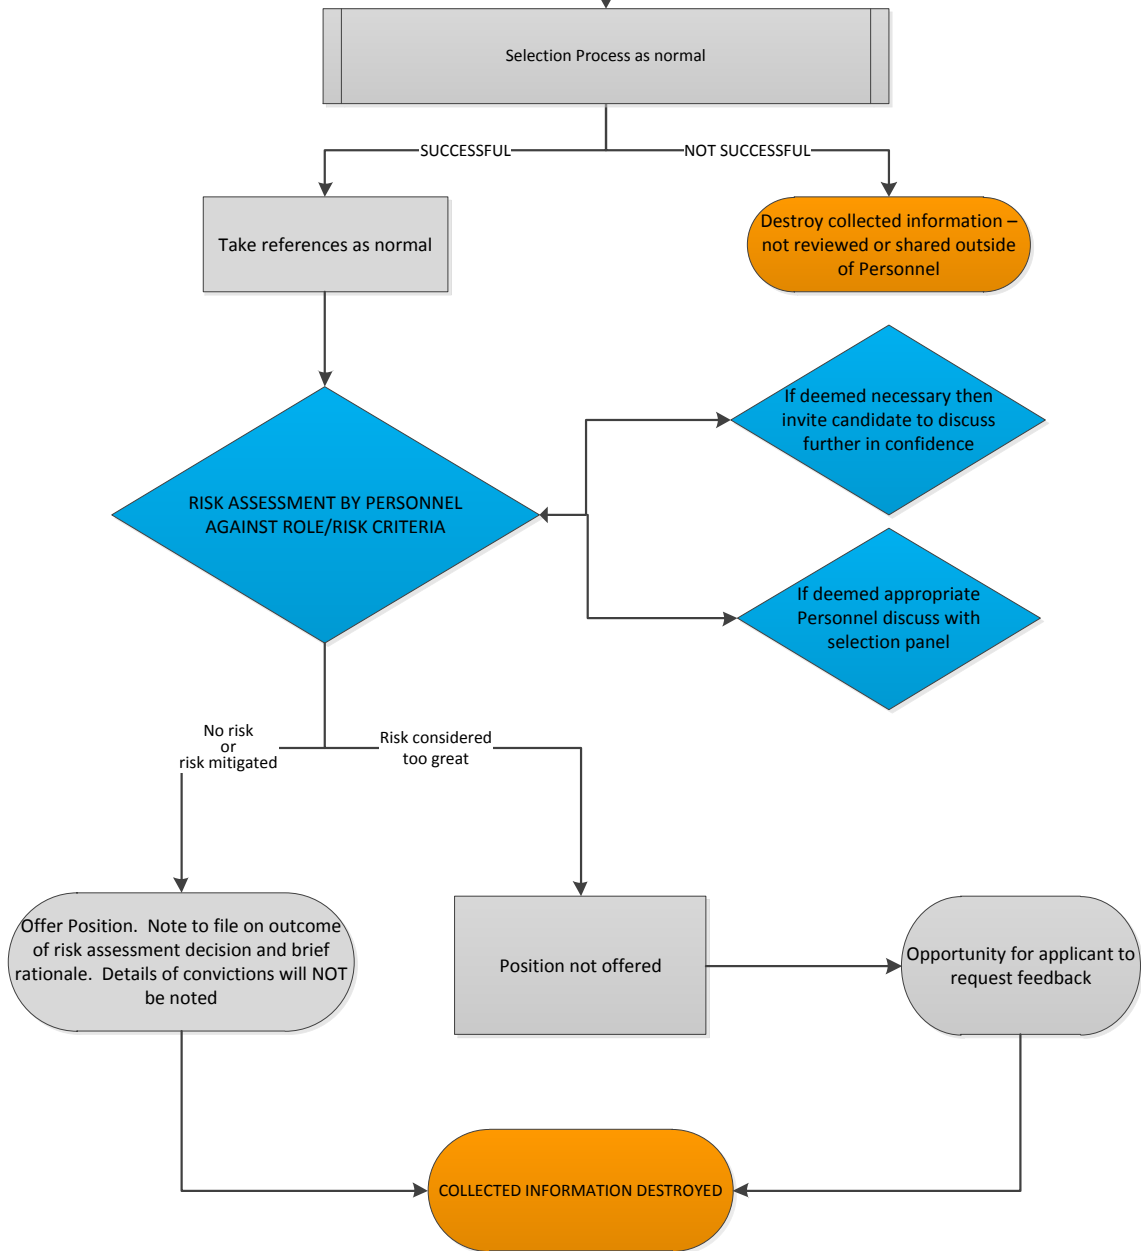 Selection Process as normal
SUCCESSFUL
NOT SUCCESSFUL
Take references as normal
Destroy collected information –
not reviewed or shared outside
of Personnel
If deemed necessary then
invite candidate to discuss
further in confidence
RISK ASSESSMENT BY PERSONNEL
AGAINST ROLE/RISK CRITERIA
If deemed appropriate
Personnel discuss with
selection panel
No risk
or
risk mitigated
Risk considered
too great
Offer Position.  Note to file on outcome
of risk assessment decision and brief
rationale.  Details of convictions will NOT
be noted
Position not offered
Opportunity for applicant to
request feedback
COLLECTED INFORMATION DESTROYED